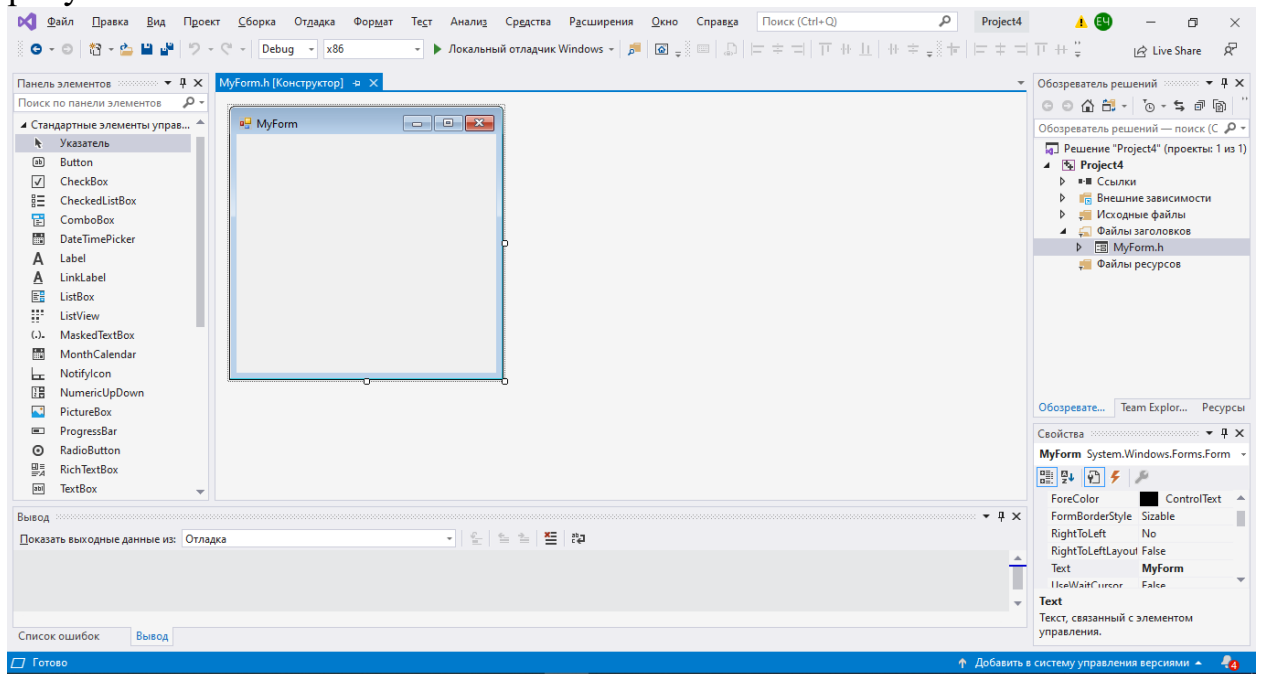 Файл Правка Вид Проект Сборка Отладка Формат Тест Анализ Средства Расширения Окно Справка Поиск (Ctrl+Q) Project4 ЕЧ
Debug x86 Локальный отладчик Windows Live Share
Панель элементов
Поиск по панели элементов
Стандартные элементы управ...
Указатель
Button
CheckBox
CheckedListBox
ComboBox
DateTimePicker
Label
LinkLabel
ListBox
ListView
MaskedTextBox
MonthCalendar
NotifyIcon
NumericUpDown
PictureBox
ProgressBar
RadioButton
RichTextBox
TextBox
MyForm.h [Конструктор]
MyForm
Обозреватель решений
Обозреватель решений — поиск (С
Решение "Project4" (проекты: 1 из 1)
Project4
Ссылки
Внешние зависимости
Исходные файлы
Файлы заголовков
MyForm.h
Файлы ресурсов
Обозревате... Team Explor... Ресурсы
Свойства
MyForm System.Windows.Forms.Form
ForeColor ControlText
FormBorderStyle Sizable
RightToLeft No
RightToLeftLayout False
Text MyForm
UseWaitCursor False
Text
Текст, связанный с элементом
управления.
Вывод
Показать выходные данные из: Отладка
Список ошибок Вывод
Готово Добавить в систему управления версиями 4